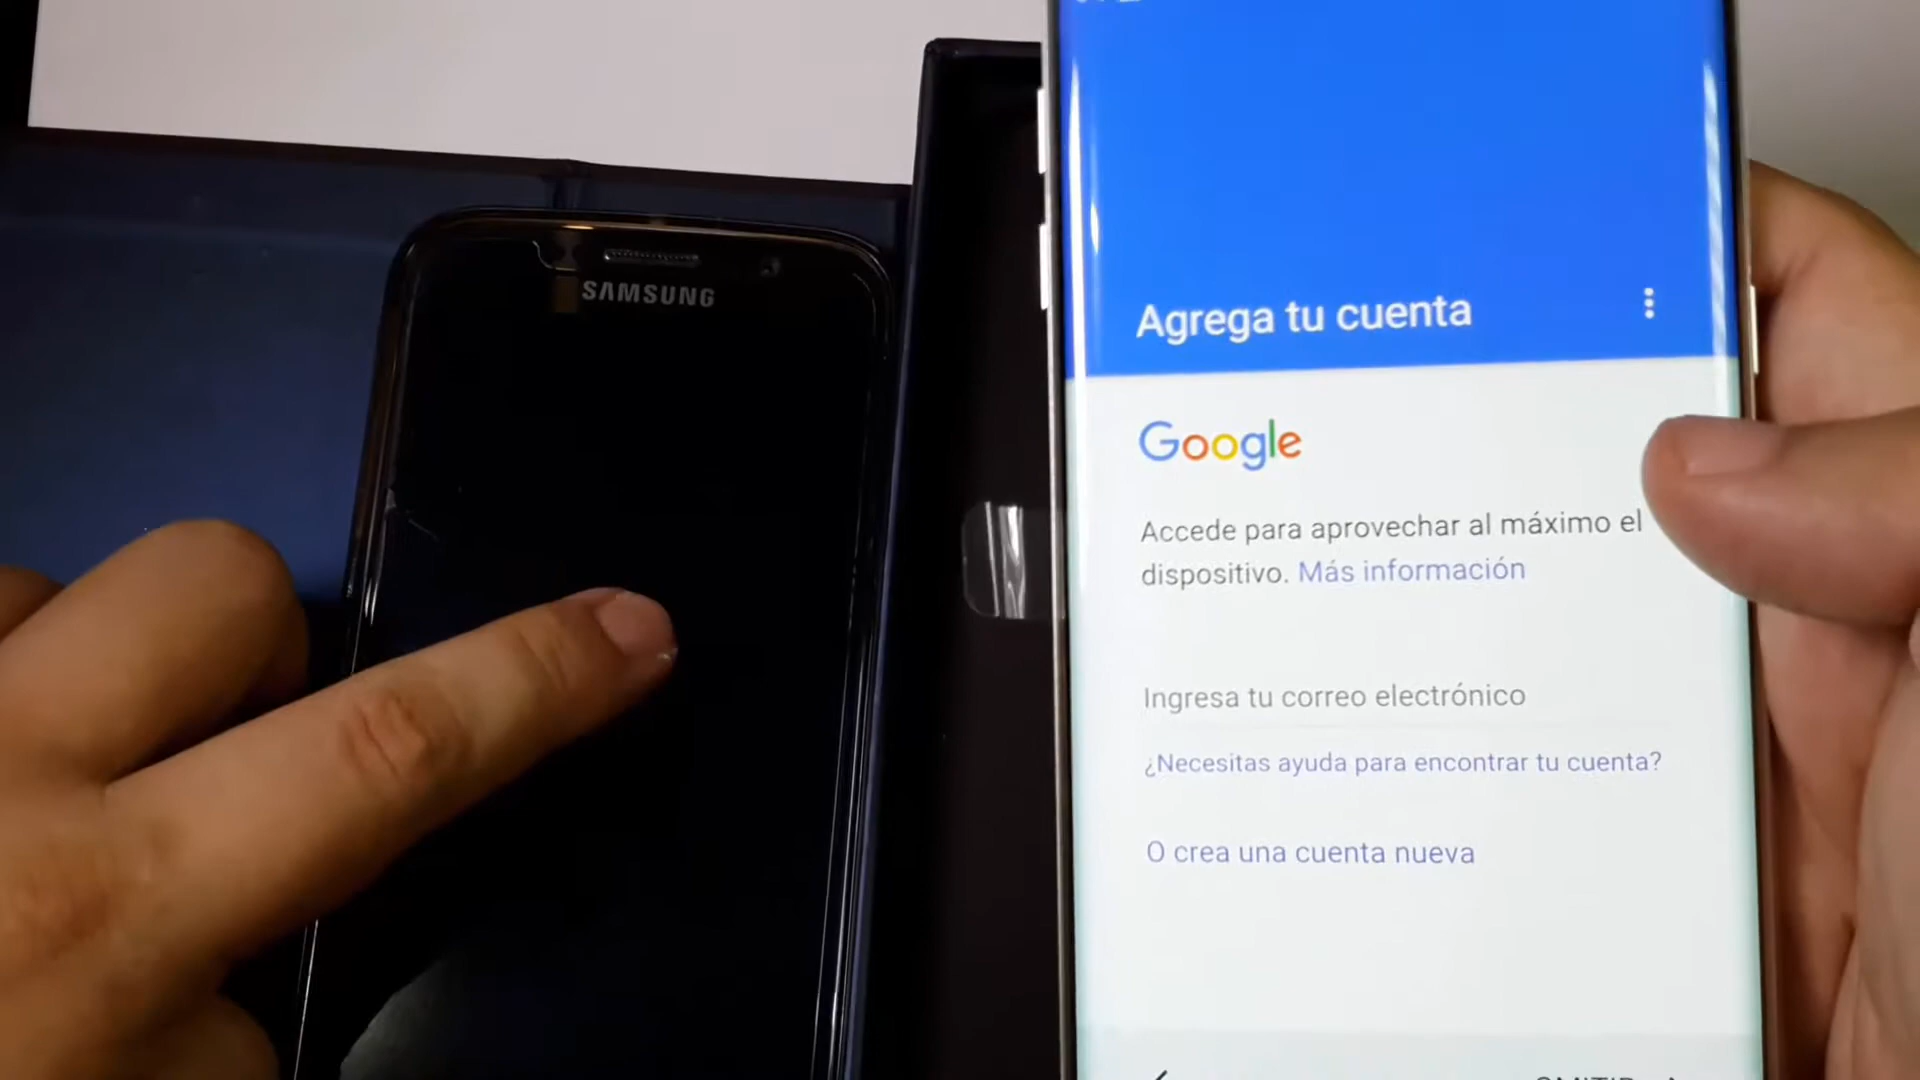 SAMSUNG
Agrega tu cuenta
Google
Accede para aprovechar al máximo el
dispositivo. Más información
Ingresa tu correo electrónico
¿Necesitas ayuda para encontrar tu cuenta?
O crea una cuenta nueva